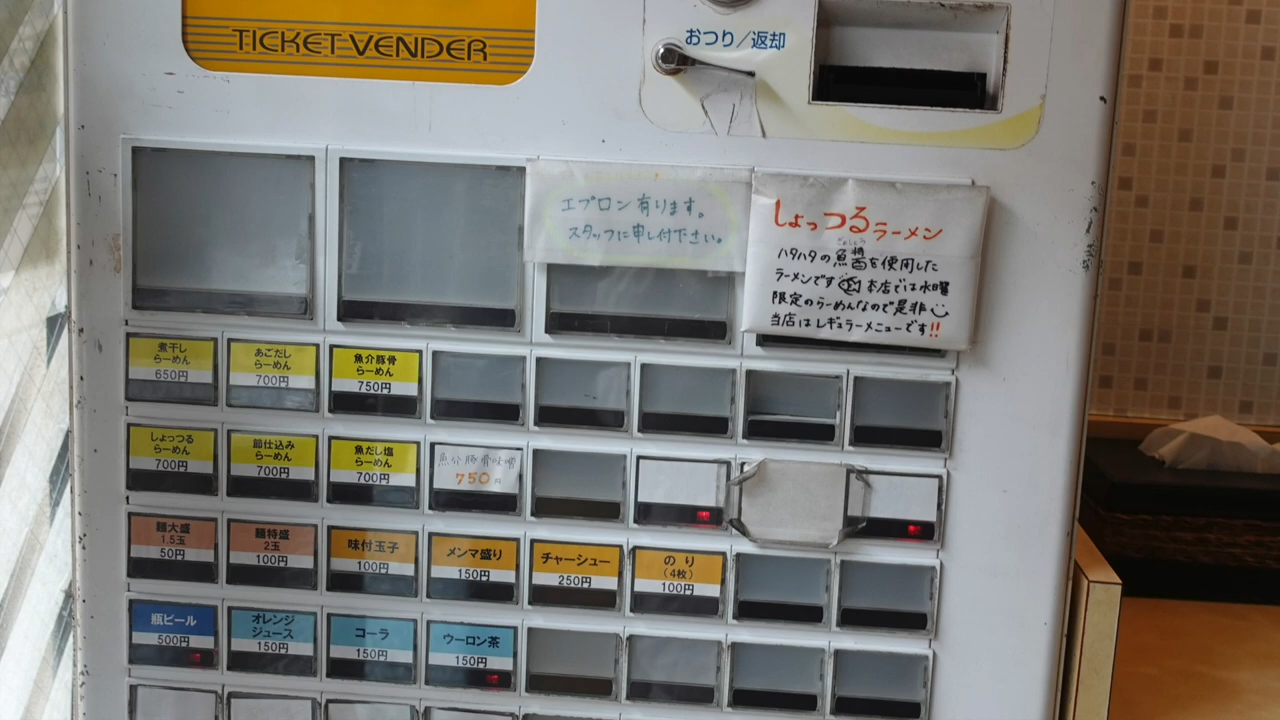 TICKET VENDER
おつり/返却
エプロン有ります。
スタッフに申し付下さい。
しょっつるラーメン
ハタハタの魚醤を使用した
ラーメンです 本店では水曜
限定のらーめんなので是非
当店はレギュラーメニューです!!
煮干し
らーめん
650円
あごだし
らーめん
700円
魚介豚骨
らーめん
750円
しょっつる
らーめん
700円
節仕込み
らーめん
700円
魚だし塩
らーめん
700円
魚介豚骨味噌
750円
麺大盛
1.5玉
50円
麺特盛
2玉
100円
味付玉子
100円
メンマ盛り
150円
チャーシュー
250円
のり
(4枚)
100円
瓶ビール
500円
オレンジ
ジュース
150円
コーラ
150円
ウーロン茶
150円